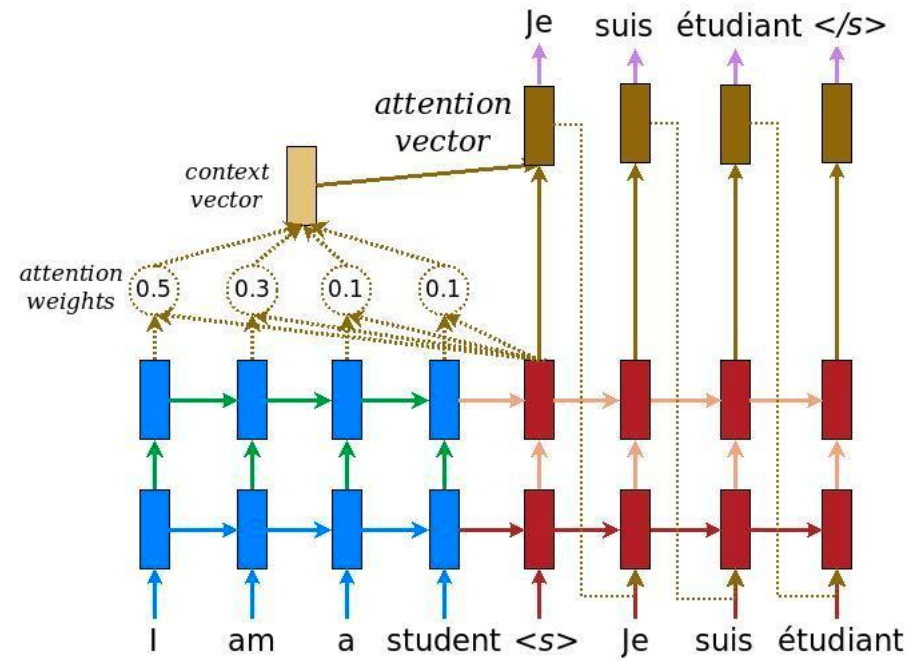 Je suis étudiant </s>
attention
vector
context
vector
attention
weights
0.5 0.3 0.1 0.1
I am a student <s> Je suis étudiant